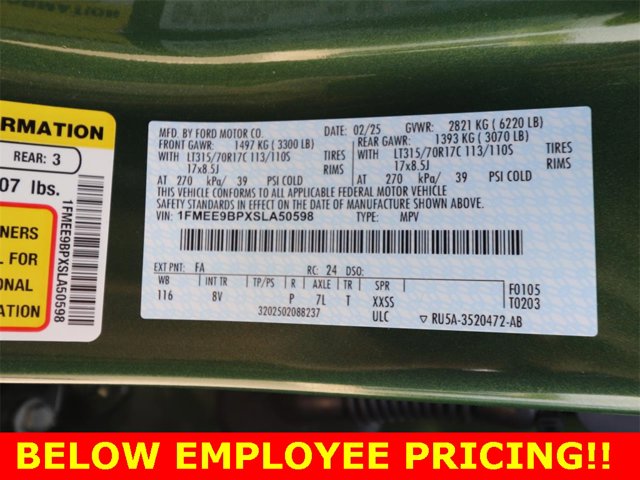 ORMATION
REAR: 3
07 lbs.
NERS
L OF
FOR
ONAL
ATION
1FMEE9BPXSLA50598
MFD. BY FORD MOTOR CO. DATE: 02/25 GVWR: 2821 KG ( 6220 LB)
FRONT GAWR: 1497 KG ( 3300 LB) REAR GAWR: 1393 KG ( 3070 LB)
WITH LT315/70R17C 113/110S TIRES WITH LT315/70R17C 113/110S TIRES
17x8.5J RIMS 17x8.5J RIMS
AT 270 kPa/ 39 PSI COLD AT 270 kPa/ 39 PSI COLD
THIS VEHICLE CONFORMS TO ALL APPLICABLE FEDERAL MOTOR VEHICLE
SAFETY STANDARDS IN EFFECT ON THE DATE OF MANUFACTURE SHOWN ABOVE.
VIN: 1FMEE9BPXSLA50598 TYPE: MPV
EXT PNT: FA RC: 24 DSO:
WB INT TR TP/PS R AXLE TR SPR F0105
116 8V P 7L T XXSS T0203
3202502088237 ULC ▽ RU5A-3520472-AB
BELOW EMPLOYEE PRICING!!